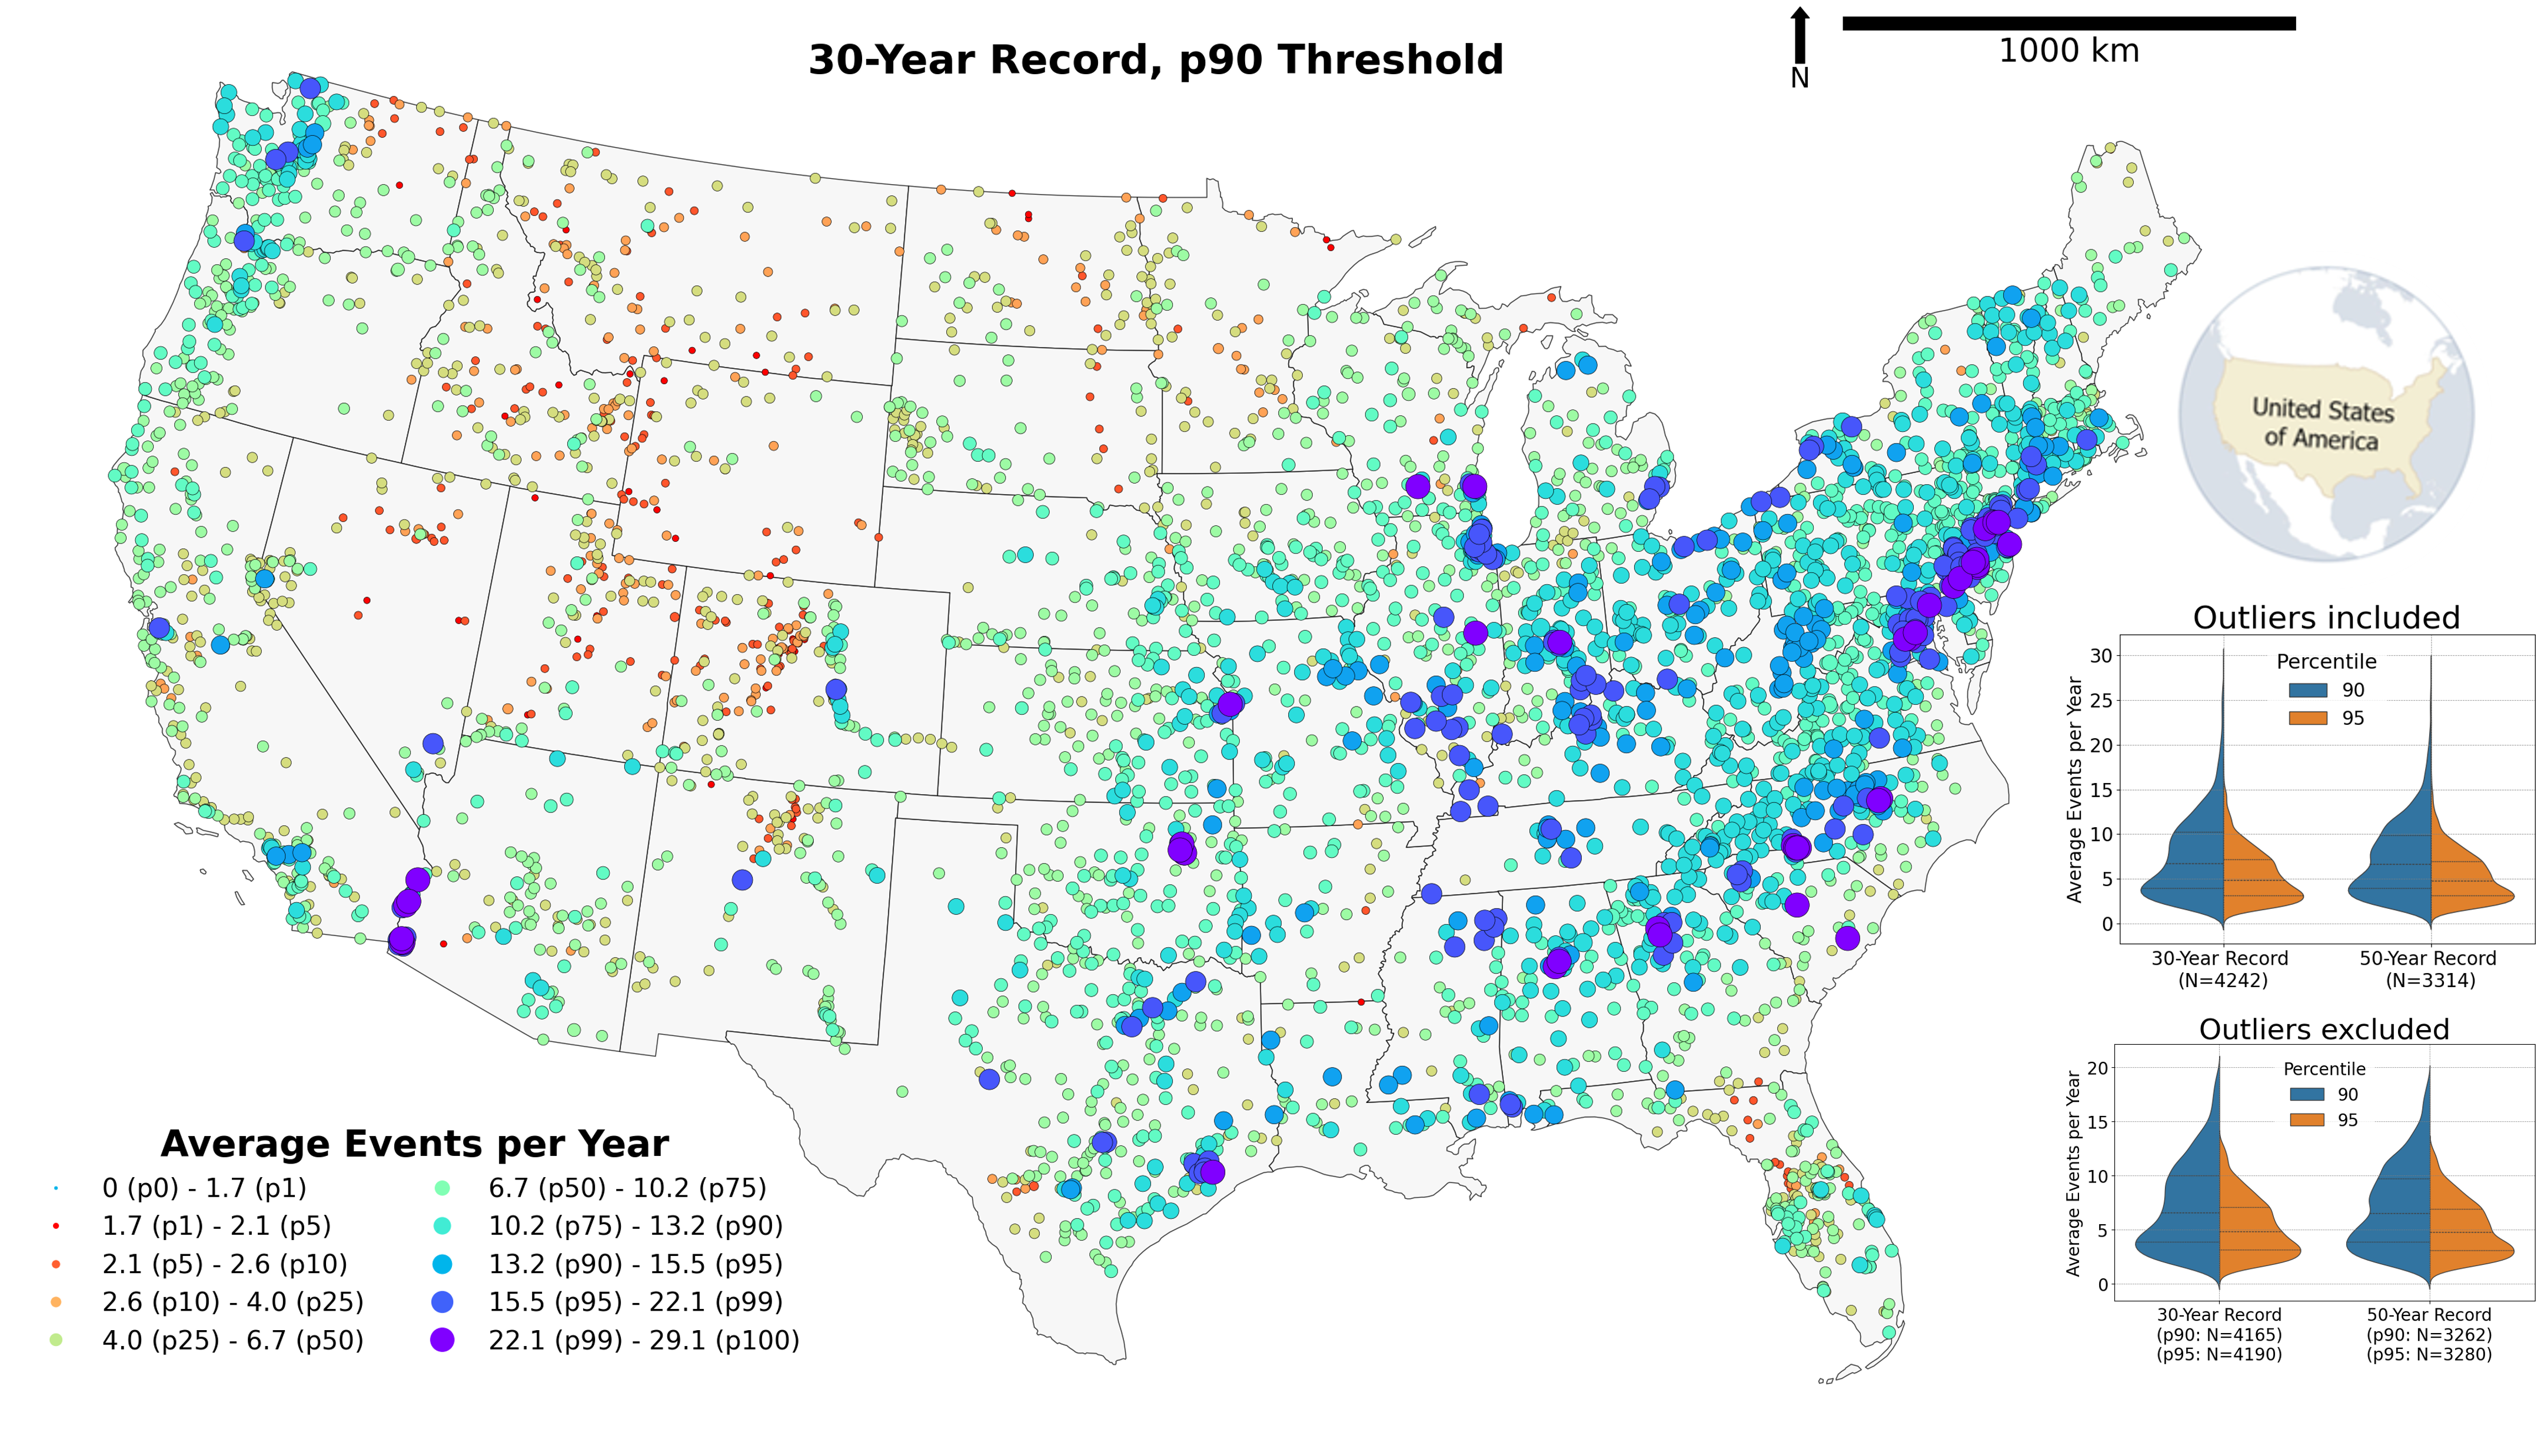 30-Year Record, p90 Threshold
N
1000 km
United States
of America
Outliers included
Average Events per Year
30
25
20
15
10
5
0
Percentile
90
95
30-Year Record
(N=4242)
50-Year Record
(N=3314)
Outliers excluded
Average Events per Year
20
15
10
5
0
Percentile
90
95
30-Year Record
(p90: N=4165)
(p95: N=4190)
50-Year Record
(p90: N=3262)
(p95: N=3280)
Average Events per Year
0 (p0) - 1.7 (p1)
1.7 (p1) - 2.1 (p5)
2.1 (p5) - 2.6 (p10)
2.6 (p10) - 4.0 (p25)
4.0 (p25) - 6.7 (p50)
6.7 (p50) - 10.2 (p75)
10.2 (p75) - 13.2 (p90)
13.2 (p90) - 15.5 (p95)
15.5 (p95) - 22.1 (p99)
22.1 (p99) - 29.1 (p100)